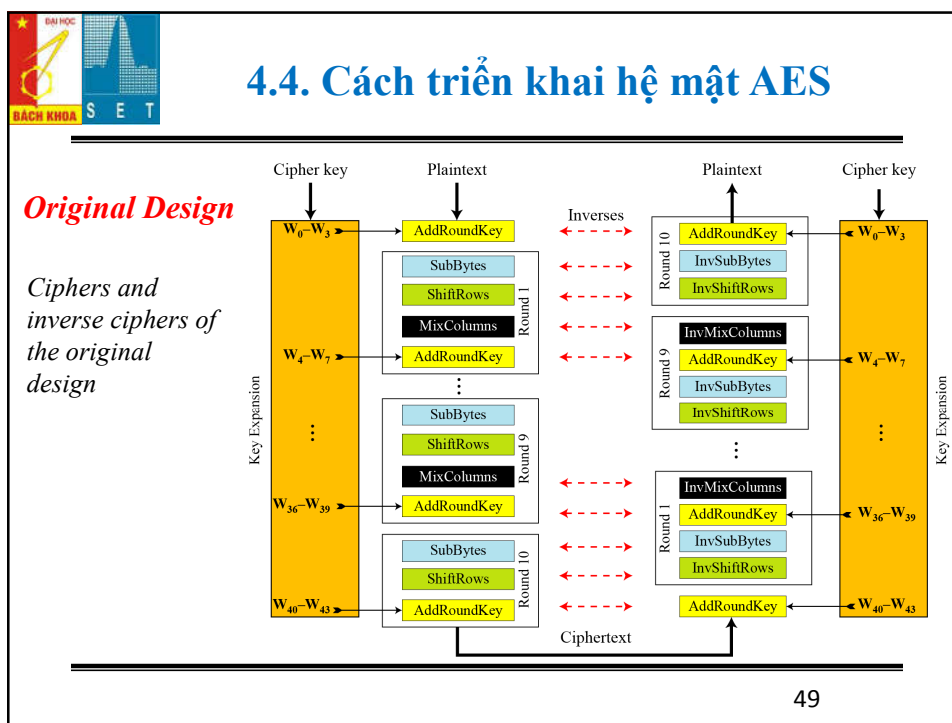 ĐẠI HỌC
BÁCH KHOA
S E T
4.4. Cách triển khai hệ mật AES
Original Design
Ciphers and
inverse ciphers of
the original
design
Cipher key
Plaintext
Plaintext
Cipher key
Inverses
Key Expansion
W0–W3
W4–W7
⋮
W36–W39
W40–W43
AddRoundKey
Round 1
SubBytes
ShiftRows
MixColumns
AddRoundKey
⋮
Round 9
SubBytes
ShiftRows
MixColumns
AddRoundKey
Round 10
SubBytes
ShiftRows
AddRoundKey
Ciphertext
Round 10
AddRoundKey
InvSubBytes
InvShiftRows
Round 9
InvMixColumns
AddRoundKey
InvSubBytes
InvShiftRows
⋮
Round 1
InvMixColumns
AddRoundKey
InvSubBytes
InvShiftRows
AddRoundKey
W0–W3
W4–W7
⋮
W36–W39
W40–W43
Key Expansion
49